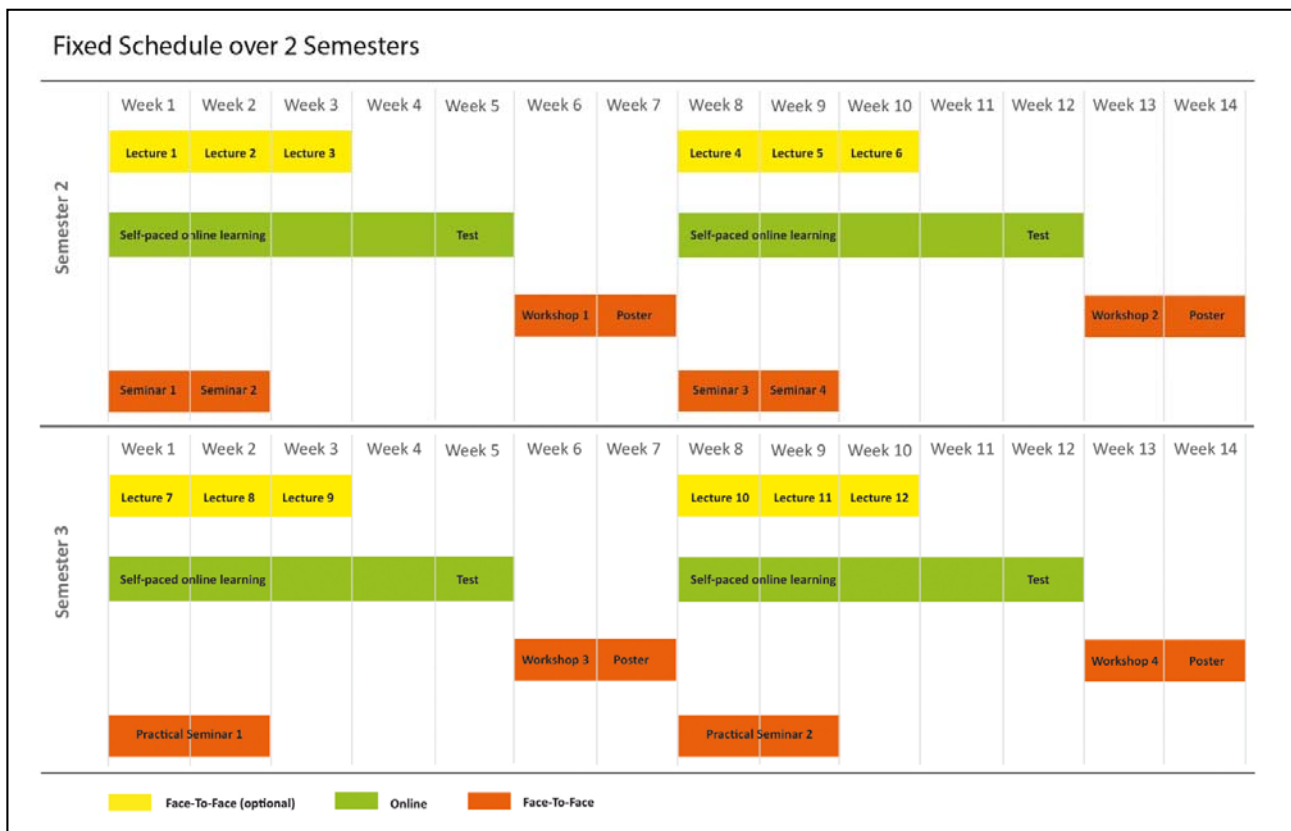 Fixed Schedule over 2 Semesters
Semester 2
Week 1 Week 2 Week 3 Week 4 Week 5 Week 6 Week 7 Week 8 Week 9 Week 10 Week 11 Week 12 Week 13 Week 14
Lecture 1 Lecture 2 Lecture 3 Lecture 4 Lecture 5 Lecture 6
Self-paced online learning Test Self-paced online learning Test
Workshop 1 Poster Workshop 2 Poster
Seminar 1 Seminar 2 Seminar 3 Seminar 4
Semester 3
Week 1 Week 2 Week 3 Week 4 Week 5 Week 6 Week 7 Week 8 Week 9 Week 10 Week 11 Week 12 Week 13 Week 14
Lecture 7 Lecture 8 Lecture 9 Lecture 10 Lecture 11 Lecture 12
Self-paced online learning Test Self-paced online learning Test
Workshop 3 Poster Workshop 4 Poster
Practical Seminar 1 Practical Seminar 2
Face-To-Face (optional) Online Face-To-Face